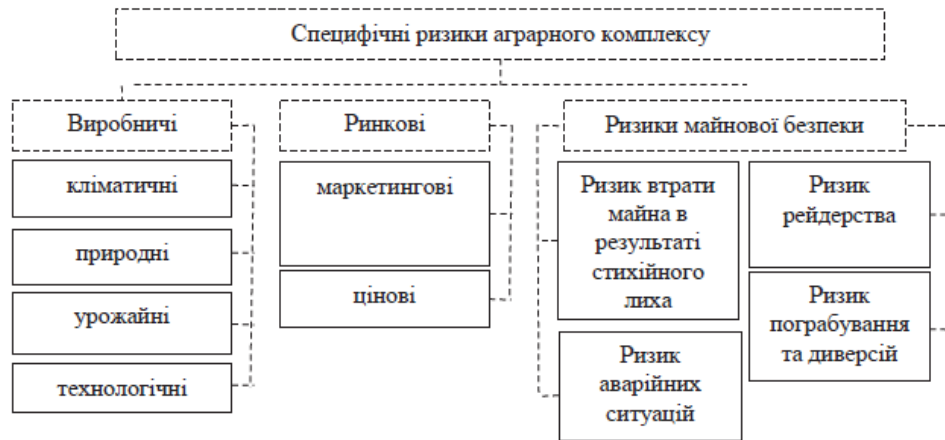 Специфічні ризики аграрного комплексу
Виробничі
кліматичні
природні
урожайні
технологічні
Ринкові
маркетингові
цінові
Ризики майнової безпеки
Ризик втрати
майна в
результаті
стихійного
лиха
Ризик
аварійних
ситуацій
Ризик
рейдерства
Ризик
пограбування
та диверсій